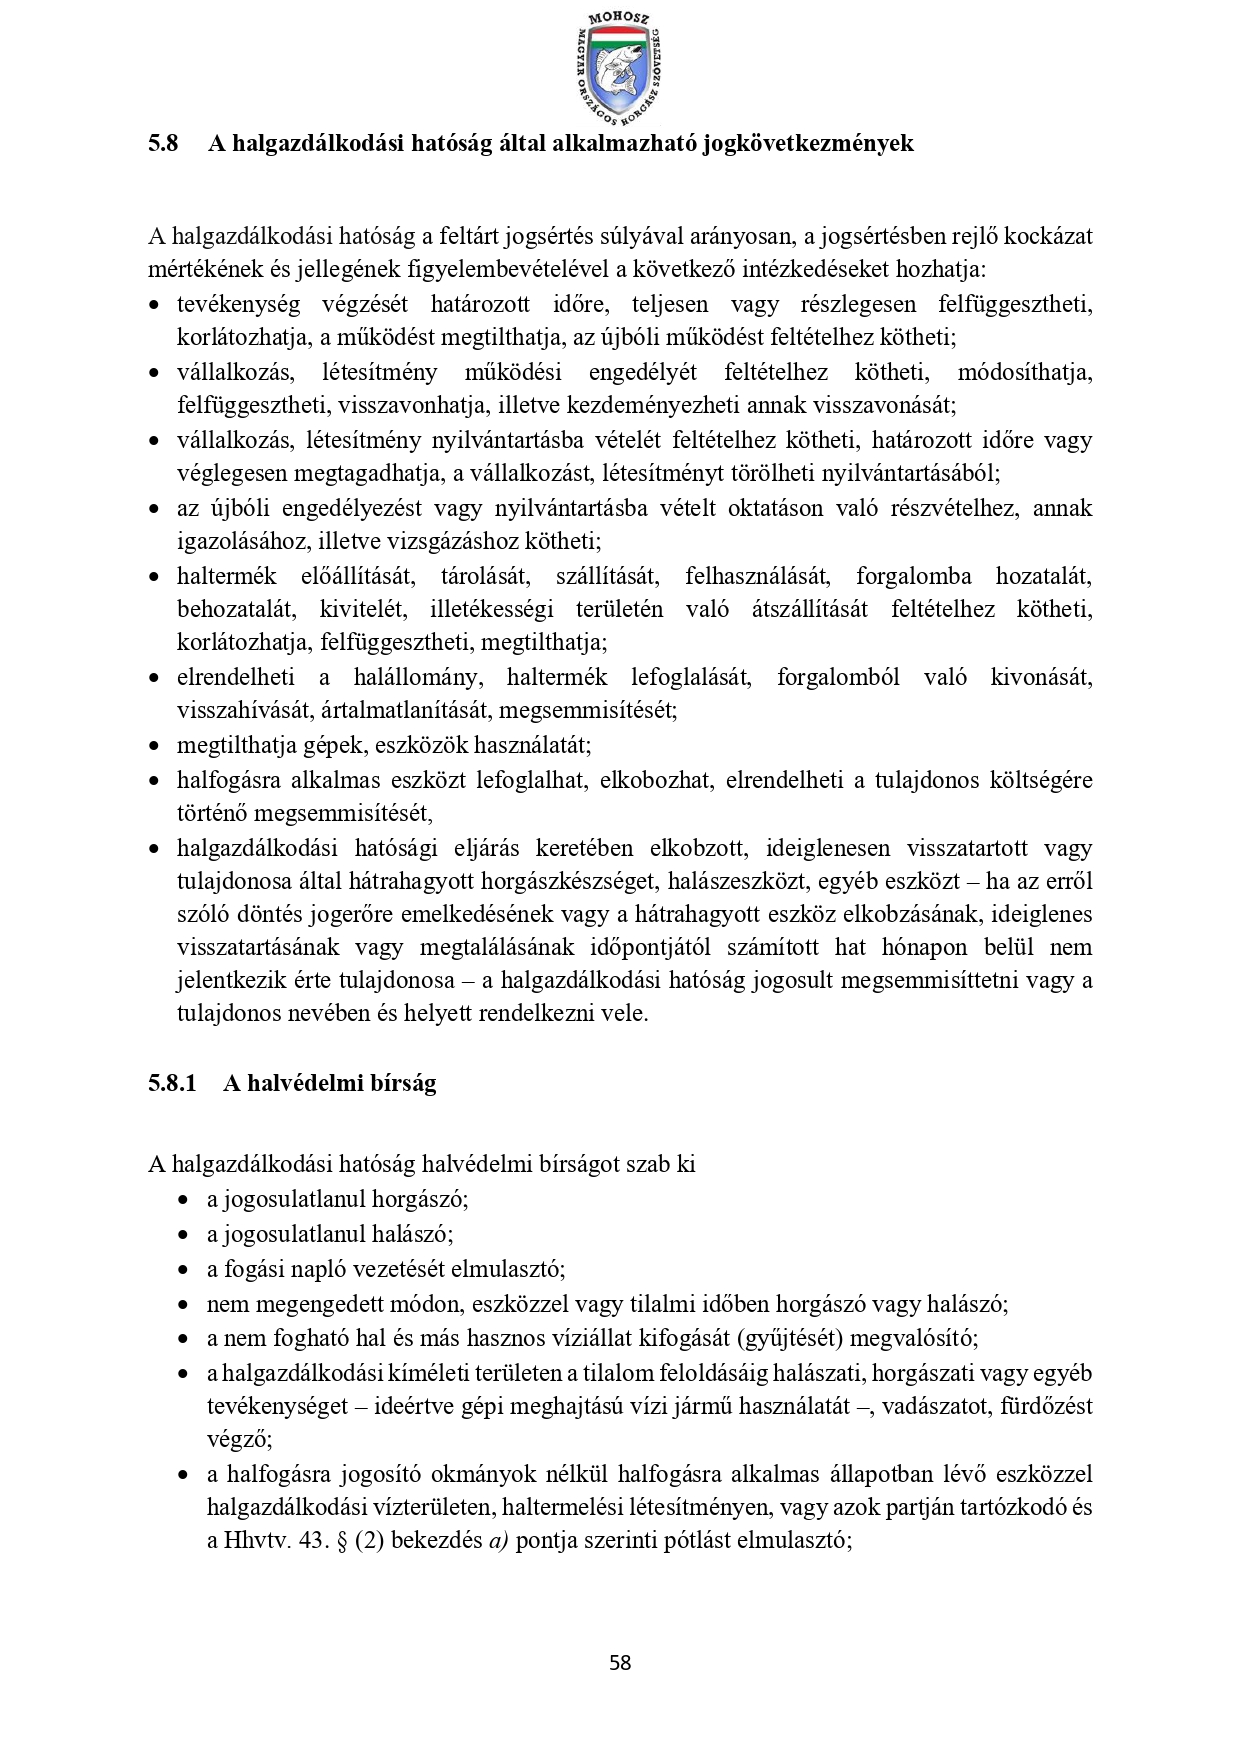 MOHOSZ
MAGYAR ORSZÁGOS HORGÁSZ SZÖVETSÉG
5.8 A halgazdálkodási hatóság által alkalmazható jogkövetkezmények
A halgazdálkodási hatóság a feltárt jogsértés súlyával arányosan, a jogsértésben rejlő kockázat
mértékének és jellegének figyelembevételével a következő intézkedéseket hozhatja:
• tevékenység végzését határozott időre, teljesen vagy részlegesen felfüggesztheti,
korlátozhatja, a működést megtilthatja, az újbóli működést feltételhez kötheti;
• vállalkozás, létesítmény működési engedélyét feltételhez kötheti, módosíthatja,
felfüggesztheti, visszavonhatja, illetve kezdeményezheti annak visszavonását;
• vállalkozás, létesítmény nyilvántartásba vételét feltételhez kötheti, határozott időre vagy
véglegesen megtagadhatja, a vállalkozást, létesítményt törölheti nyilvántartásából;
• az újbóli engedélyezést vagy nyilvántartásba vételt oktatáson való részvételhez, annak
igazolásához, illetve vizsgázáshoz kötheti;
• haltermék előállítását, tárolását, szállítását, felhasználását, forgalomba hozatalát,
behozatalát, kivitelét, illetékességi területén való átszállítását feltételhez kötheti,
korlátozhatja, felfüggesztheti, megtilthatja;
• elrendelheti a halállomány, haltermék lefoglalását, forgalomból való kivonását,
visszahívását, ártalmatlanítását, megsemmisítését;
• megtilthatja gépek, eszközök használatát;
• halfogásra alkalmas eszközt lefoglalhat, elkobozhat, elrendelheti a tulajdonos költségére
történő megsemmisítését,
• halgazdálkodási hatósági eljárás keretében elkobzott, ideiglenesen visszatartott vagy
tulajdonosa által hátrahagyott horgászkészséget, halászeszközt, egyéb eszközt – ha az erről
szóló döntés jogerőre emelkedésének vagy a hátrahagyott eszköz elkobzásának, ideiglenes
visszatartásának vagy megtalálásának időpontjától számított hat hónapon belül nem
jelentkezik érte tulajdonosa – a halgazdálkodási hatóság jogosult megsemmisíttetni vagy a
tulajdonos nevében és helyett rendelkezni vele.
5.8.1 A halvédelmi bírság
A halgazdálkodási hatóság halvédelmi bírságot szab ki
• a jogosulatlanul horgászó;
• a jogosulatlanul halászó;
• a fogási napló vezetését elmulasztó;
• nem megengedett módon, eszközzel vagy tilalmi időben horgászó vagy halászó;
• a nem fogható hal és más hasznos víziállat kifogását (gyűjtését) megvalósító;
• a halgazdálkodási kíméleti területen a tilalom feloldásáig halászati, horgászati vagy egyéb
tevékenységet – ideértve gépi meghajtású vízi jármű használatát –, vadászatot, fürdőzést
végző;
• a halfogásra jogosító okmányok nélkül halfogásra alkalmas állapotban lévő eszközzel
halgazdálkodási vízterületen, haltermelési létesítményen, vagy azok partján tartózkodó és
a Hhvtv. 43. § (2) bekezdés a) pontja szerinti pótlást elmulasztó;
58